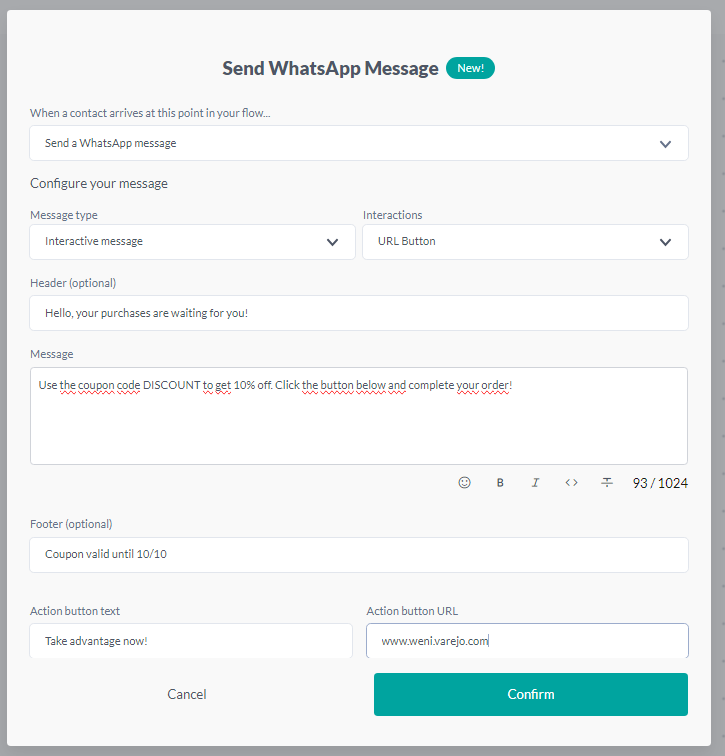 Send WhatsApp Message New!
When a contact arrives at this point in your flow...
Send a WhatsApp message
Configure your message
Message type Interactions
Interactive message URL Button
Header (optional)
Hello, your purchases are waiting for you!
Message
Use the coupon code DISCOUNT to get 10% off. Click the button below and complete your order!
B I <> T 93 / 1024
Footer (optional)
Coupon valid until 10/10
Action button text Action button URL
Take advantage now! www.weni.varejo.com
Cancel Confirm